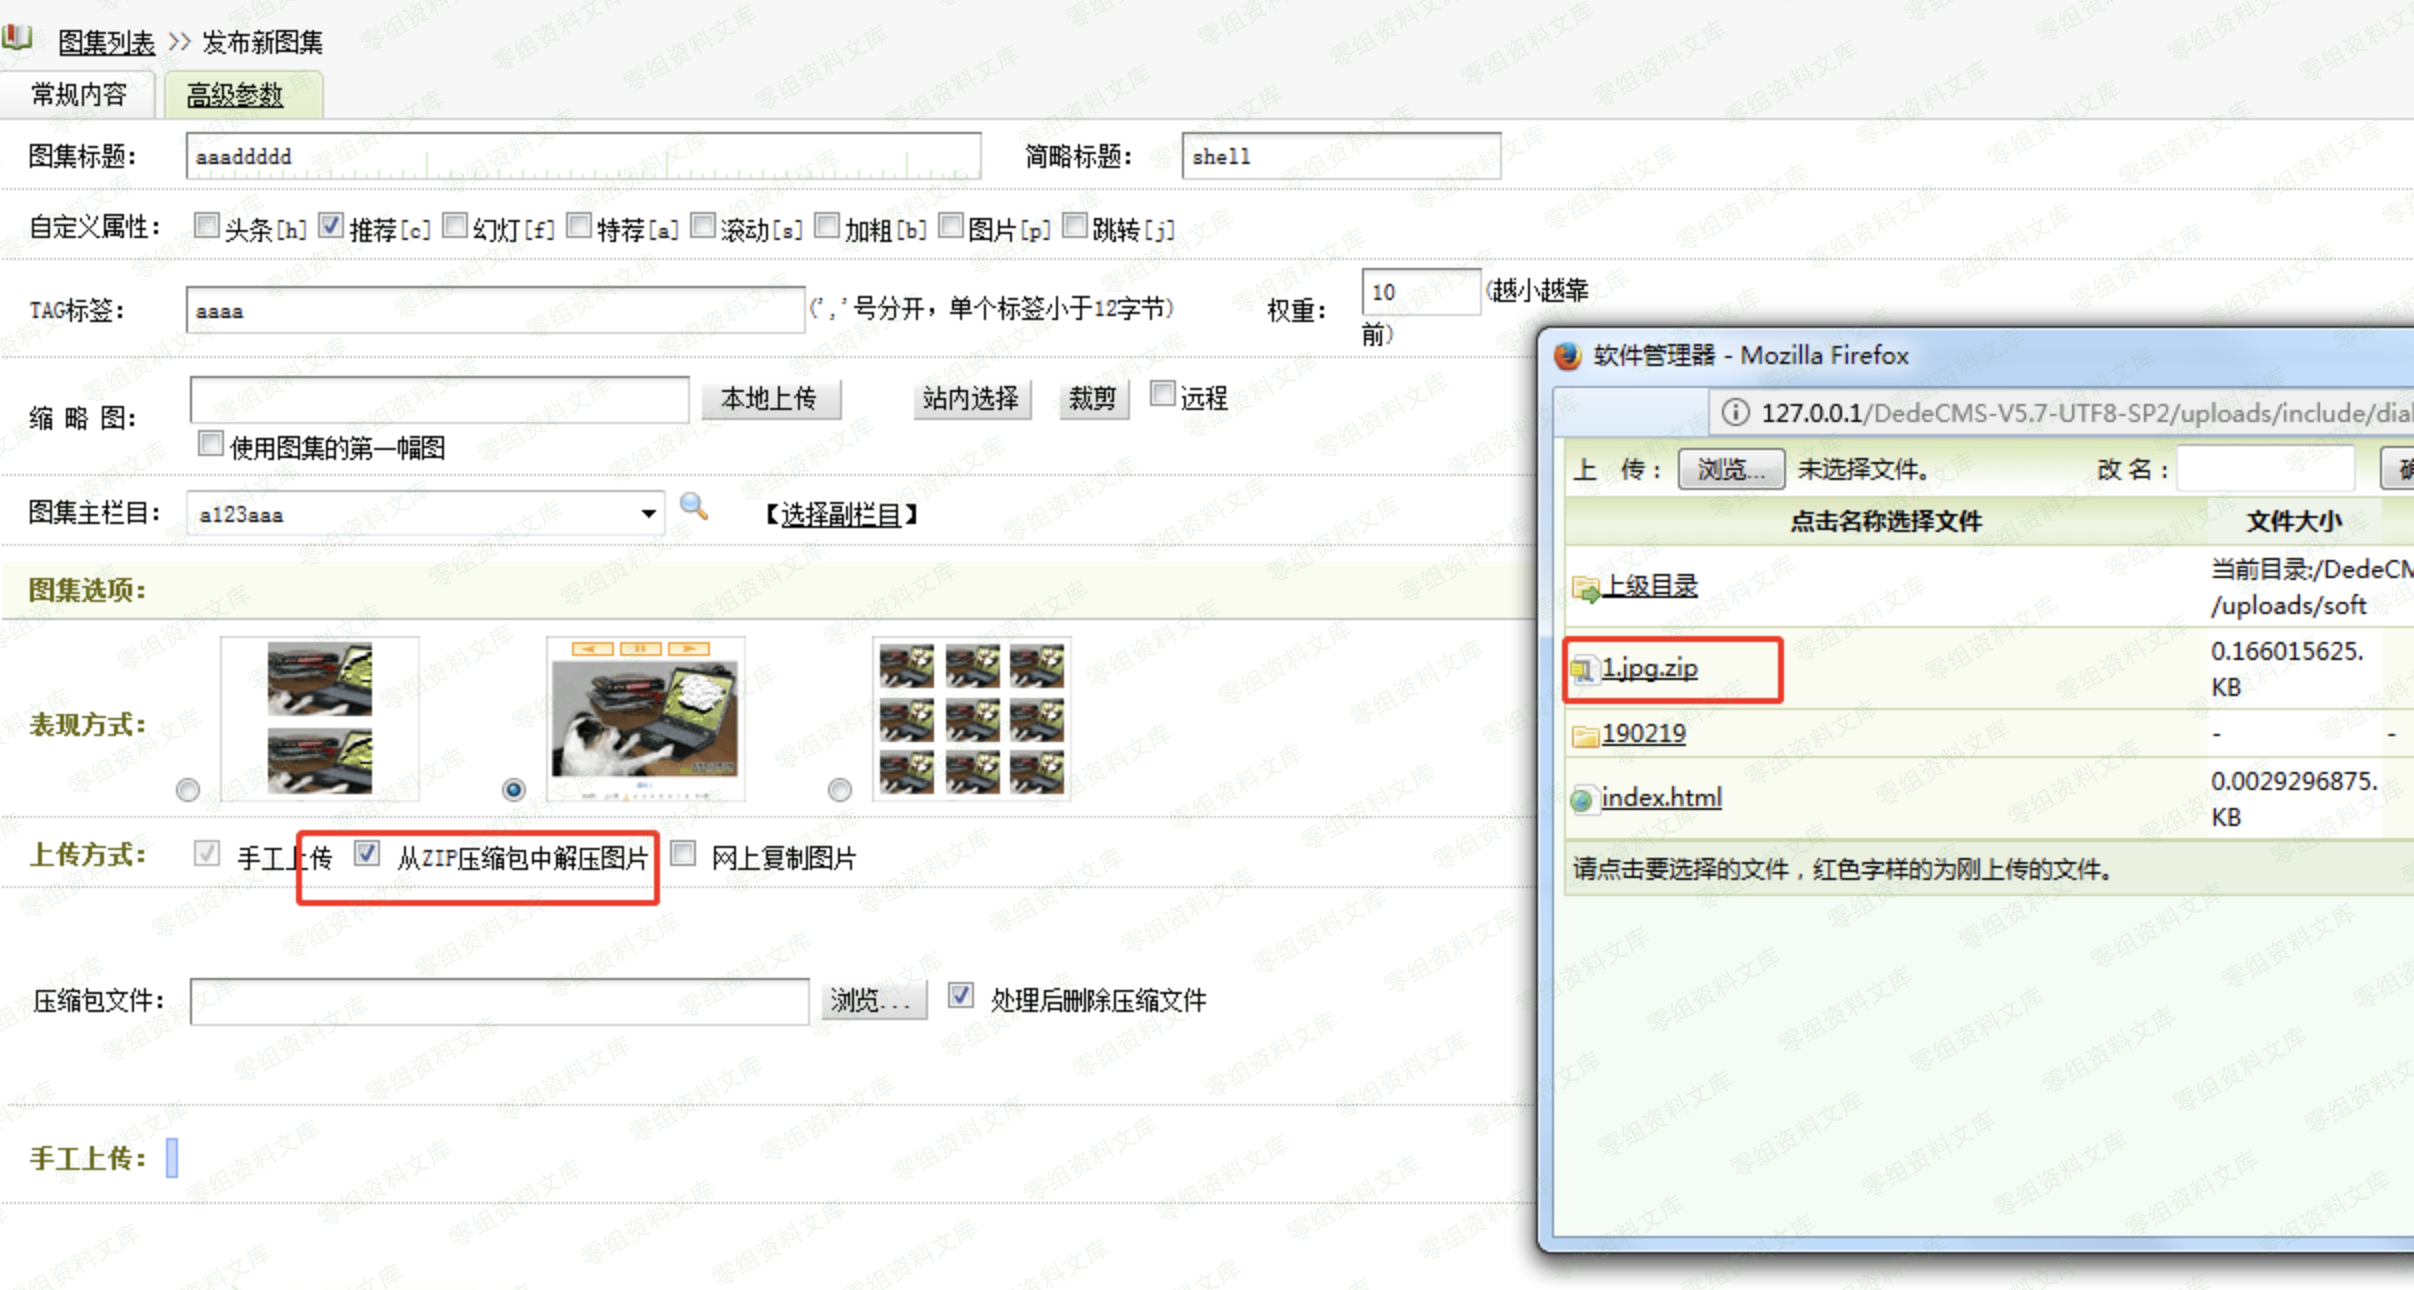 图集列表 >> 发布新图集
常规内容 高级参数
图集标题： aaaddddd 简略标题： shell
自定义属性： 头条[h] 推荐[c] 幻灯[f] 特荐[a] 滚动[s] 加粗[b] 图片[p] 跳转[j]
TAG标签： aaaa (','号分开，单个标签小于12字节) 权重： 10 (越小越靠
前)
缩 略 图： 本地上传 站内选择 裁剪 远程
使用图集的第一幅图
图集主栏目： a123aaa 【选择副栏目】
图集选项：
表现方式：
上传方式： 手工上传 从ZIP压缩包中解压图片 网上复制图片
压缩包文件： 浏览... 处理后删除压缩文件
手工上传：
软件管理器 - Mozilla Firefox
127.0.0.1/DedeCMS-V5.7-UTF8-SP2/uploads/include/dial
上 传： 浏览... 未选择文件。 改名： 确
点击名称选择文件 文件大小
上级目录 当前目录:/DedeCM
/uploads/soft
1.jpg.zip 0.166015625.
KB
190219 - -
index.html 0.0029296875.
KB
请点击要选择的文件，红色字样的为刚上传的文件。
零组资料文库